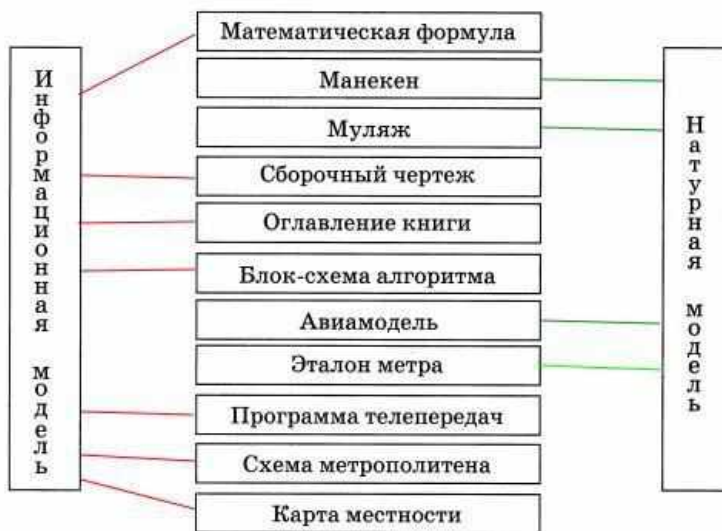 Информационная модель
Математическая формула
Манекен
Муляж
Сборочный чертеж
Оглавление книги
Блок-схема алгоритма
Авиамодель
Эталон метра
Программа телепередач
Схема метрополитена
Карта местности
Натурная модель